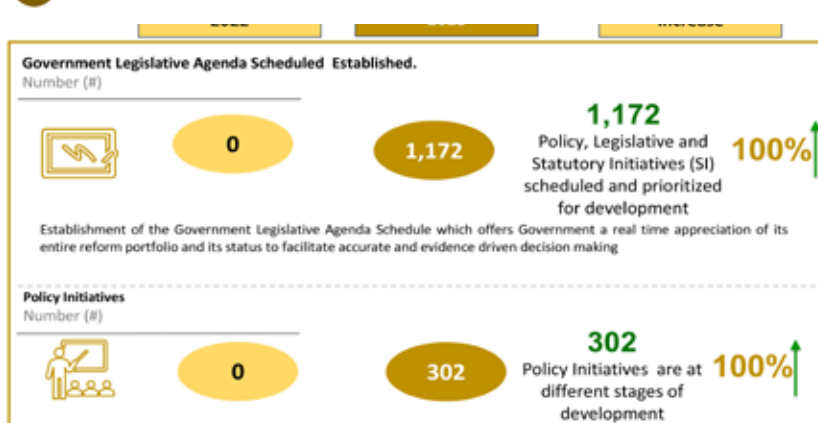 2022 Increase
Government Legislative Agenda Scheduled Established.
Number (#)
0
1,172
1,172
Policy, Legislative and
Statutory Initiatives (SI)
scheduled and prioritized
for development
100%
Establishment of the Government Legislative Agenda Schedule which offers Government a real time appreciation of its
entire reform portfolio and its status to facilitate accurate and evidence driven decision making
Policy Initiatives
Number (#)
0
302
302
Policy Initiatives are at
different stages of
development
100%